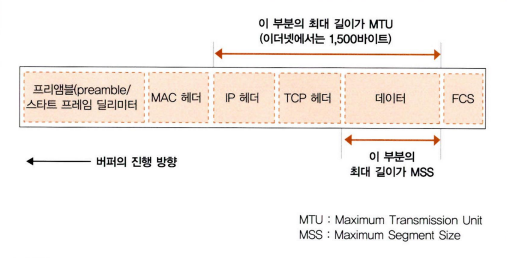 이 부분의 최대 길이가 MTU
(이더넷에서는 1,500바이트)
프리앰블(preamble/
스타트 프레임 딜리미터
MAC 헤더
IP 헤더
TCP 헤더
데이터
FCS
버퍼의 진행 방향
이 부분의
최대 길이가 MSS
MTU : Maximum Transmission Unit
MSS : Maximum Segment Size